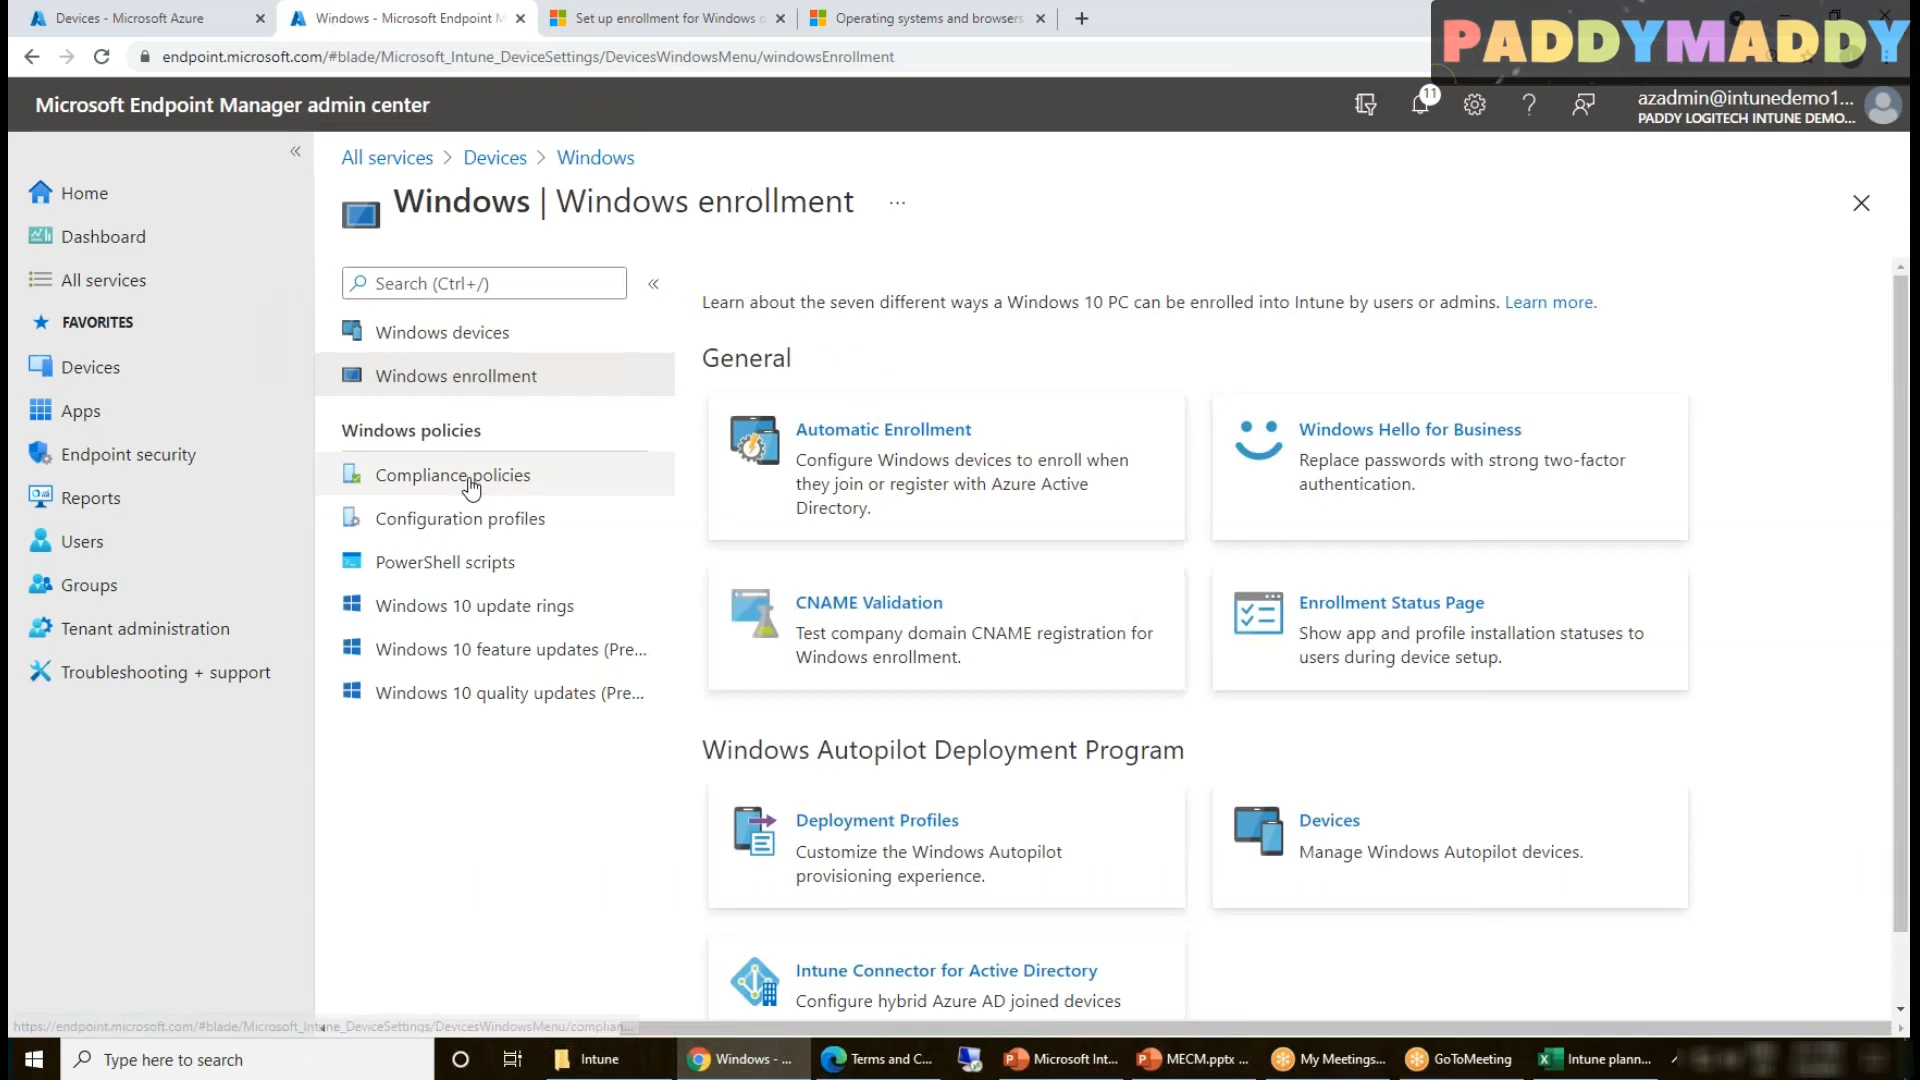 Devices - Microsoft Azure
Windows - Microsoft Endpoint M
Set up enrollment for Windows d
Operating systems and browsers
PADDYMADDY
endpoint.microsoft.com/#blade/Microsoft_Intune_DeviceSettings/DevicesWindowsMenu/windowsEnrollment
Microsoft Endpoint Manager admin center
11
azadmin@intunedemo1...
PADDY LOGITECH INTUNE DEMO...
All services > Devices > Windows
Windows | Windows enrollment
...
Home
Dashboard
All services
FAVORITES
Devices
Apps
Endpoint security
Reports
Users
Groups
Tenant administration
Troubleshooting + support
Search (Ctrl+/)
Windows devices
Windows enrollment
Windows policies
Compliance policies
Configuration profiles
PowerShell scripts
Windows 10 update rings
Windows 10 feature updates (Pre...
Windows 10 quality updates (Pre...
Learn about the seven different ways a Windows 10 PC can be enrolled into Intune by users or admins. Learn more.
General
Automatic Enrollment
Configure Windows devices to enroll when
they join or register with Azure Active
Directory.
Windows Hello for Business
Replace passwords with strong two-factor
authentication.
CNAME Validation
Test company domain CNAME registration for
Windows enrollment.
Enrollment Status Page
Show app and profile installation statuses to
users during device setup.
Windows Autopilot Deployment Program
Deployment Profiles
Customize the Windows Autopilot
provisioning experience.
Devices
Manage Windows Autopilot devices.
Intune Connector for Active Directory
Configure hybrid Azure AD joined devices
https://endpoint.microsoft.com/#blade/Microsoft_Intune_DeviceSettings/DevicesWindowsMenu/complian...
Type here to search
Intune
Windows - ...
Terms and C...
Microsoft Int...
MECM.pptx ...
My Meetings...
GoToMeeting
Intune plann...